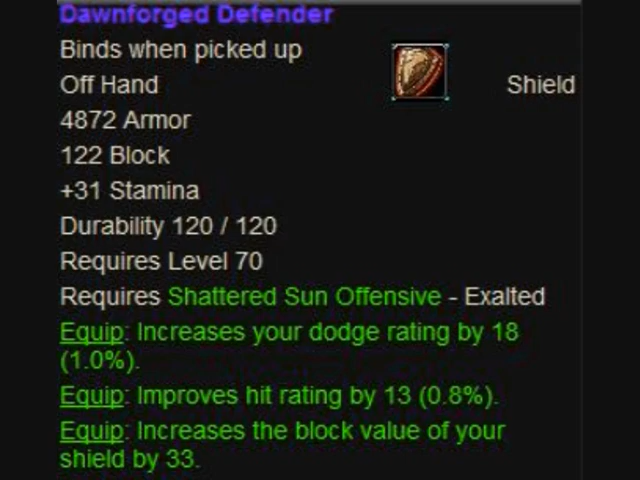 Dawnforged Defender
Binds when picked up
Off Hand Shield
4872 Armor
122 Block
+31 Stamina
Durability 120 / 120
Requires Level 70
Requires Shattered Sun Offensive - Exalted
Equip: Increases your dodge rating by 18
(1.0%).
Equip: Improves hit rating by 13 (0.8%).
Equip: Increases the block value of your
shield by 33.